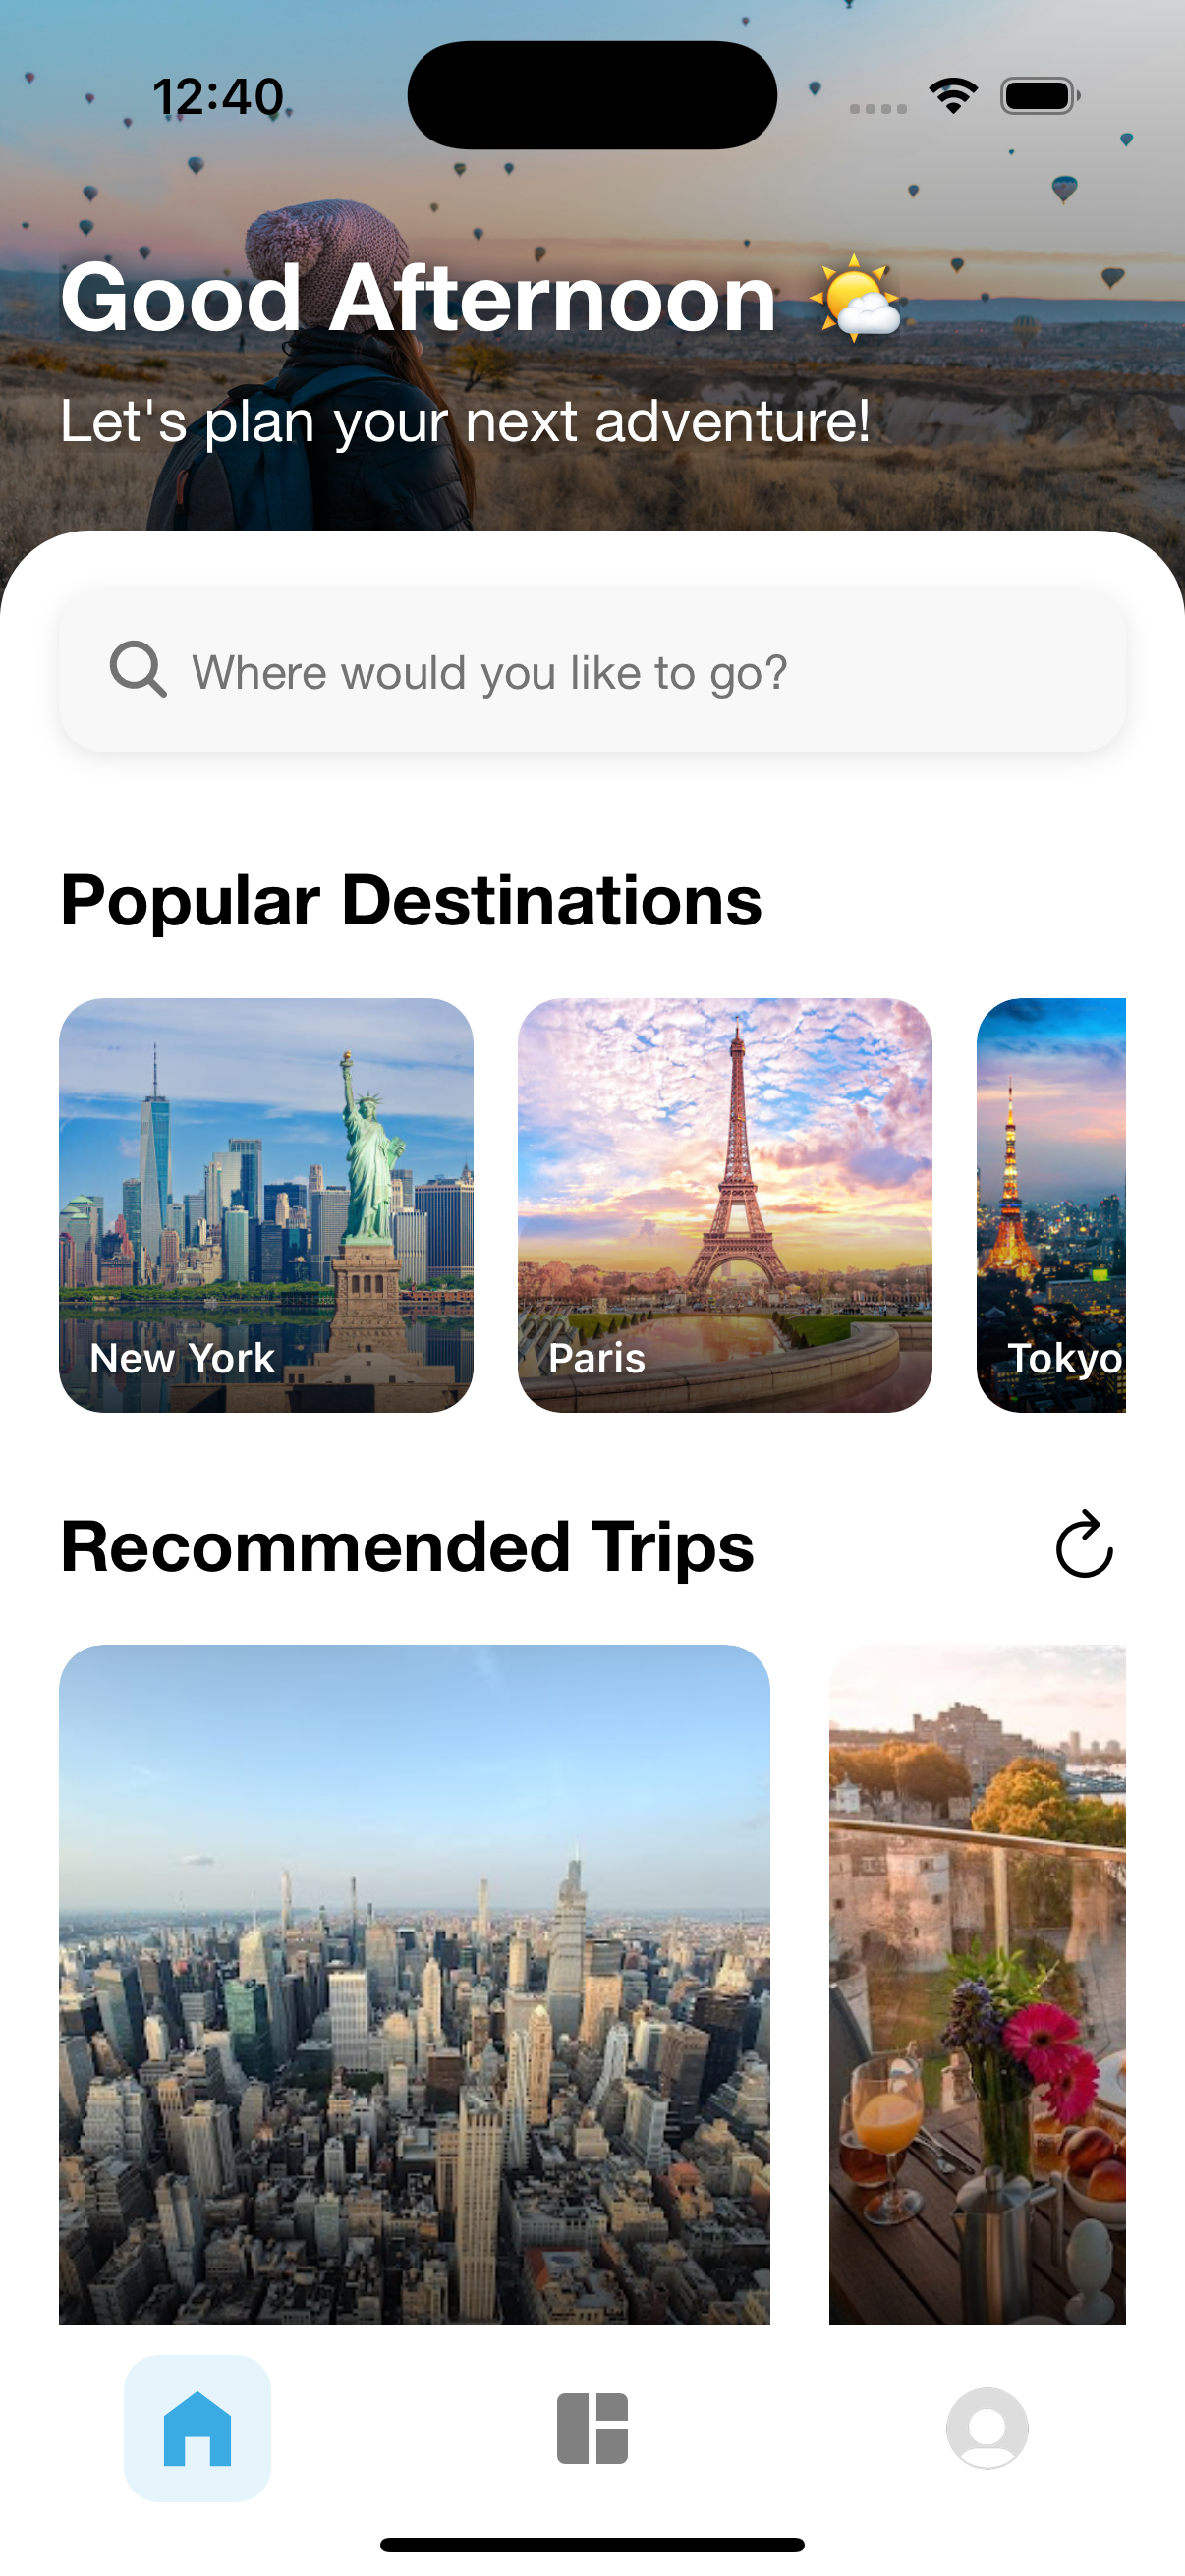 12:40
Good Afternoon 🌤️
Let's plan your next adventure!
Where would you like to go?
Popular Destinations
New York
Paris
Tokyo
Recommended Trips